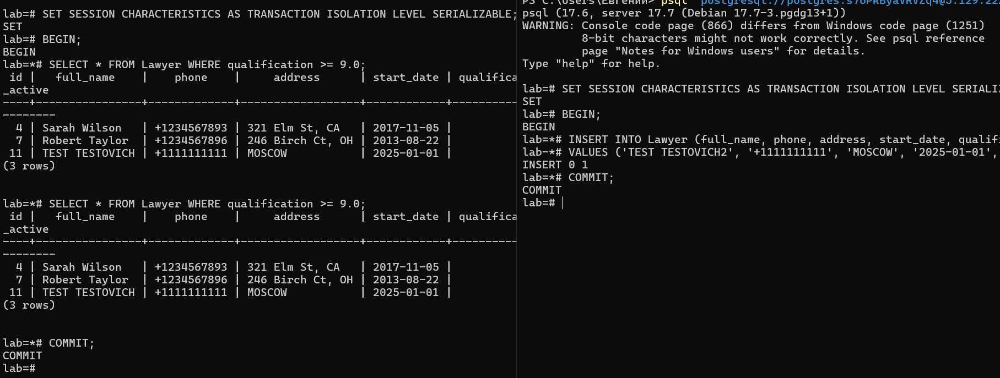 lab=# SET SESSION CHARACTERISTICS AS TRANSACTION ISOLATION LEVEL SERIALIZABLE;
SET
lab=# BEGIN;
BEGIN
lab=*# SELECT * FROM Lawyer WHERE qualification >= 9.0;
 id |   full_name    |    phone    |     address      | start_date | qualifica
_active
----+----------------+-------------+------------------+------------+----------
--------
  4 | Sarah Wilson   | +1234567893 | 321 Elm St, CA   | 2017-11-05 |
  7 | Robert Taylor  | +1234567896 | 246 Birch Ct, OH | 2013-08-22 |
 11 | TEST TESTOVICH | +1111111111 | MOSCOW           | 2025-01-01 |
(3 rows)
lab=*# SELECT * FROM Lawyer WHERE qualification >= 9.0;
 id |   full_name    |    phone    |     address      | start_date | qualifica
_active
----+----------------+-------------+------------------+------------+----------
--------
  4 | Sarah Wilson   | +1234567893 | 321 Elm St, CA   | 2017-11-05 |
  7 | Robert Taylor  | +1234567896 | 246 Birch Ct, OH | 2013-08-22 |
 11 | TEST TESTOVICH | +1111111111 | MOSCOW           | 2025-01-01 |
(3 rows)
lab=*# COMMIT;
COMMIT
lab=#
PS C:\Users\Евгений> psql
psql (17.6, server 17.7 (Debian 17.7-3.pgdg13+1))
WARNING: Console code page (866) differs from Windows code page (1251)
         8-bit characters might not work correctly. See psql reference
         page "Notes for Windows users" for details.
Type "help" for help.
lab=# SET SESSION CHARACTERISTICS AS TRANSACTION ISOLATION LEVEL SERIALI
SET
lab=# BEGIN;
BEGIN
lab=*# INSERT INTO Lawyer (full_name, phone, address, start_date, qualif
lab-*# VALUES ('TEST TESTOVICH2', '+1111111111', 'MOSCOW', '2025-01-01',
INSERT 0 1
lab=*# COMMIT;
COMMIT
lab=#